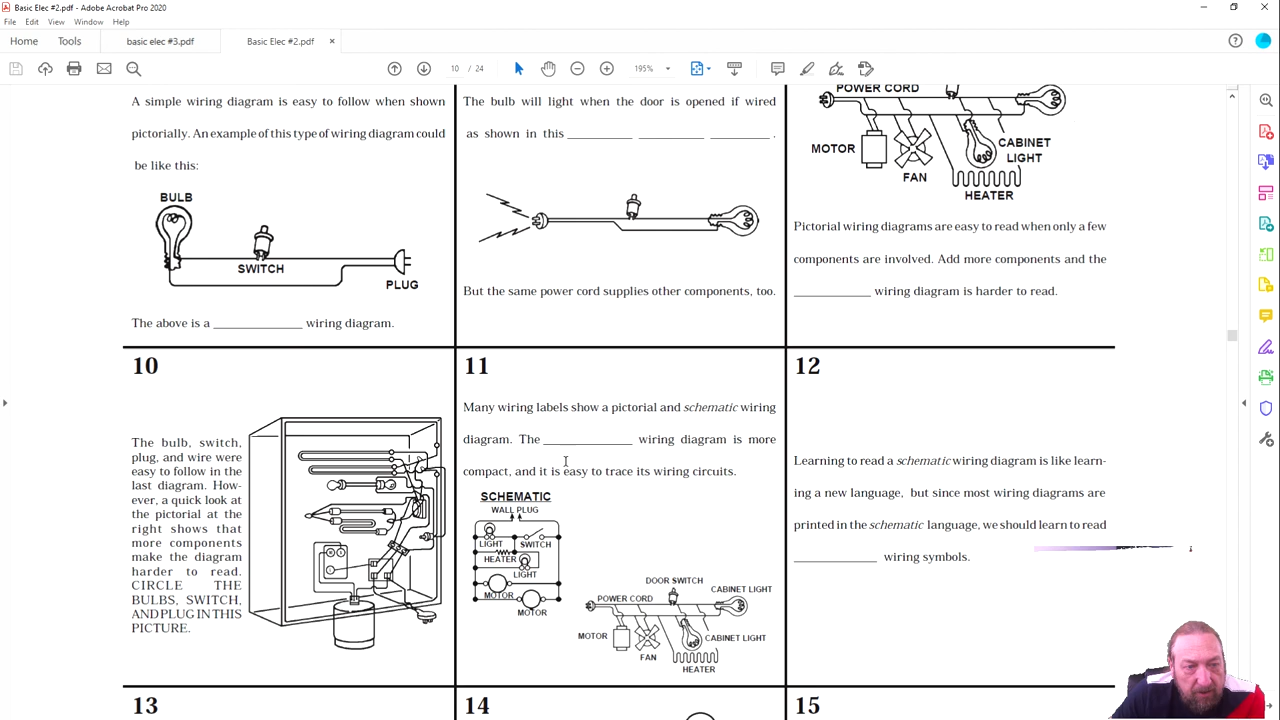 Basic Elec #2.pdf - Adobe Acrobat Pro 2020
File Edit View Window Help
Home Tools basic elec #3.pdf Basic Elec #2.pdf ×
10 / 24 195%
A simple wiring diagram is easy to follow when shown
pictorially. An example of this type of wiring diagram could
be like this:
BULB
SWITCH
PLUG
The above is a ______________ wiring diagram.
The bulb will light when the door is opened if wired
as shown in this __________ __________ __________ .
But the same power cord supplies other components, too.
POWER CORD
MOTOR
FAN
CABINET
LIGHT
HEATER
Pictorial wiring diagrams are easy to read when only a few
components are involved. Add more components and the
____________ wiring diagram is harder to read.
10
The bulb, switch,
plug, and wire were
easy to follow in the
last diagram. How-
ever, a quick look at
the pictorial at the
right shows that
more components
make the diagram
harder to read.
CIRCLE THE
BULBS, SWITCH,
AND PLUG IN THIS
PICTURE.
11
Many wiring labels show a pictorial and schematic wiring
diagram. The ______________ wiring diagram is more
compact, and it is easy to trace its wiring circuits.
SCHEMATIC
WALL PLUG
LIGHT SWITCH
HEATER
LIGHT
MOTOR
MOTOR
DOOR SWITCH
CABINET LIGHT
POWER CORD
MOTOR
FAN
CABINET LIGHT
HEATER
12
Learning to read a schematic wiring diagram is like learn-
ing a new language, but since most wiring diagrams are
printed in the schematic language, we should learn to read
_____________ wiring symbols.
13
14
15